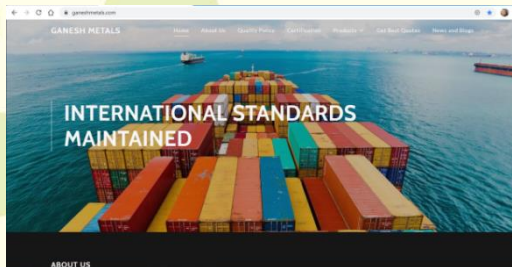 ganeshmetals.com
GANESH METALS
Home About Us Quality Policy Certification Products Get Best Quotes News and Blogs
INTERNATIONAL STANDARDS
MAINTAINED
ABOUT US